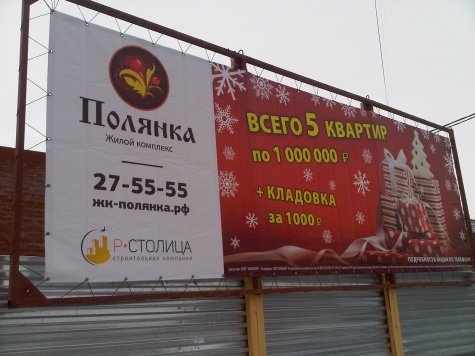 Полянка
Жилой комплекс
27-55-55
жк-полянка.рф
Р•СТОЛИЦА
строительная компания
ВСЕГО 5 КВАРТИР
по 1 000 000 ₽
+ КЛАДОВКА
за 1000 ₽